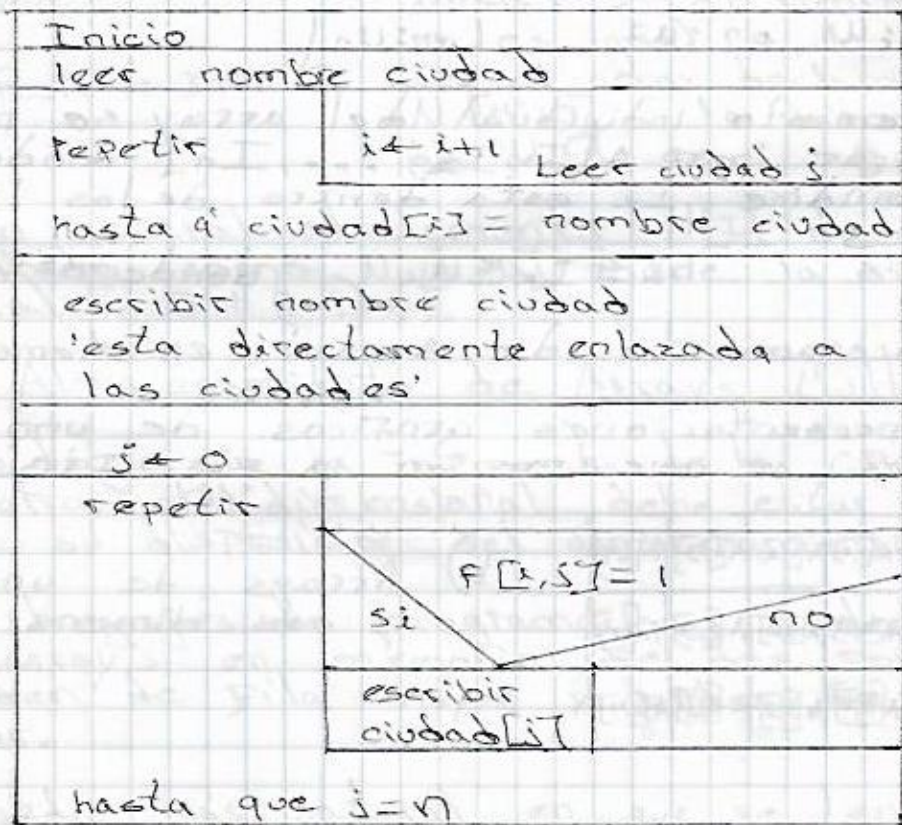 Inicio
leer nombre ciudad
repetir
i ← i+1
Leer ciudad j
hasta q' ciudad[i] = nombre ciudad
escribir nombre ciudad
'esta directamente enlazada a
las ciudades'
j ← 0
repetir
f [i,j] = 1
si
no
escribir
ciudad[j]
hasta que j=n